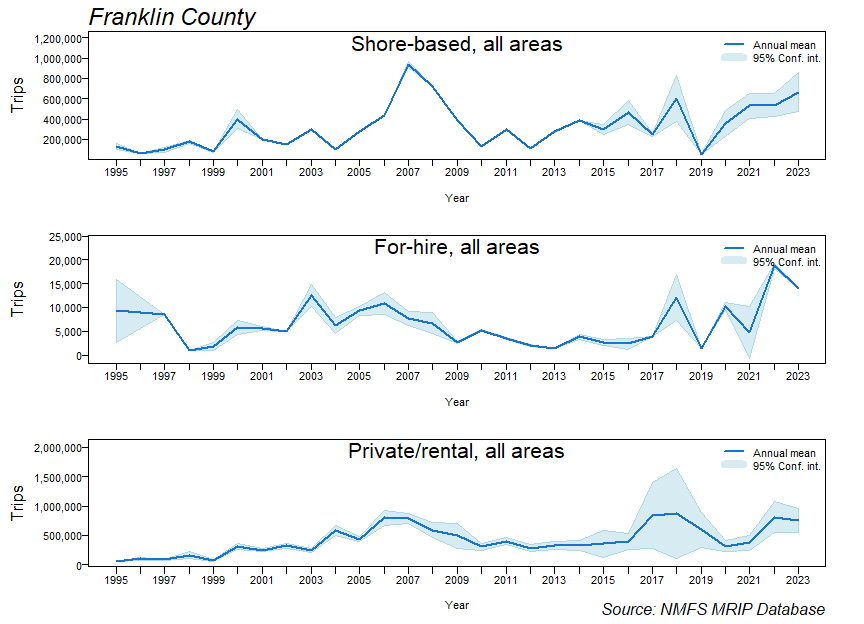 Franklin County
Shore-based, all areas
Annual mean
95% Conf. int.
Trips
1,200,000
1,000,000
800,000
600,000
400,000
200,000
1995 1997 1999 2001 2003 2005 2007 2009 2011 2013 2015 2017 2019 2021 2023
Year
For-hire, all areas
Annual mean
95% Conf. int.
Trips
25,000
20,000
15,000
10,000
5,000
0
1995 1997 1999 2001 2003 2005 2007 2009 2011 2013 2015 2017 2019 2021 2023
Year
Private/rental, all areas
Annual mean
95% Conf. int.
Trips
2,000,000
1,500,000
1,000,000
500,000
0
1995 1997 1999 2001 2003 2005 2007 2009 2011 2013 2015 2017 2019 2021 2023
Year
Source: NMFS MRIP Database